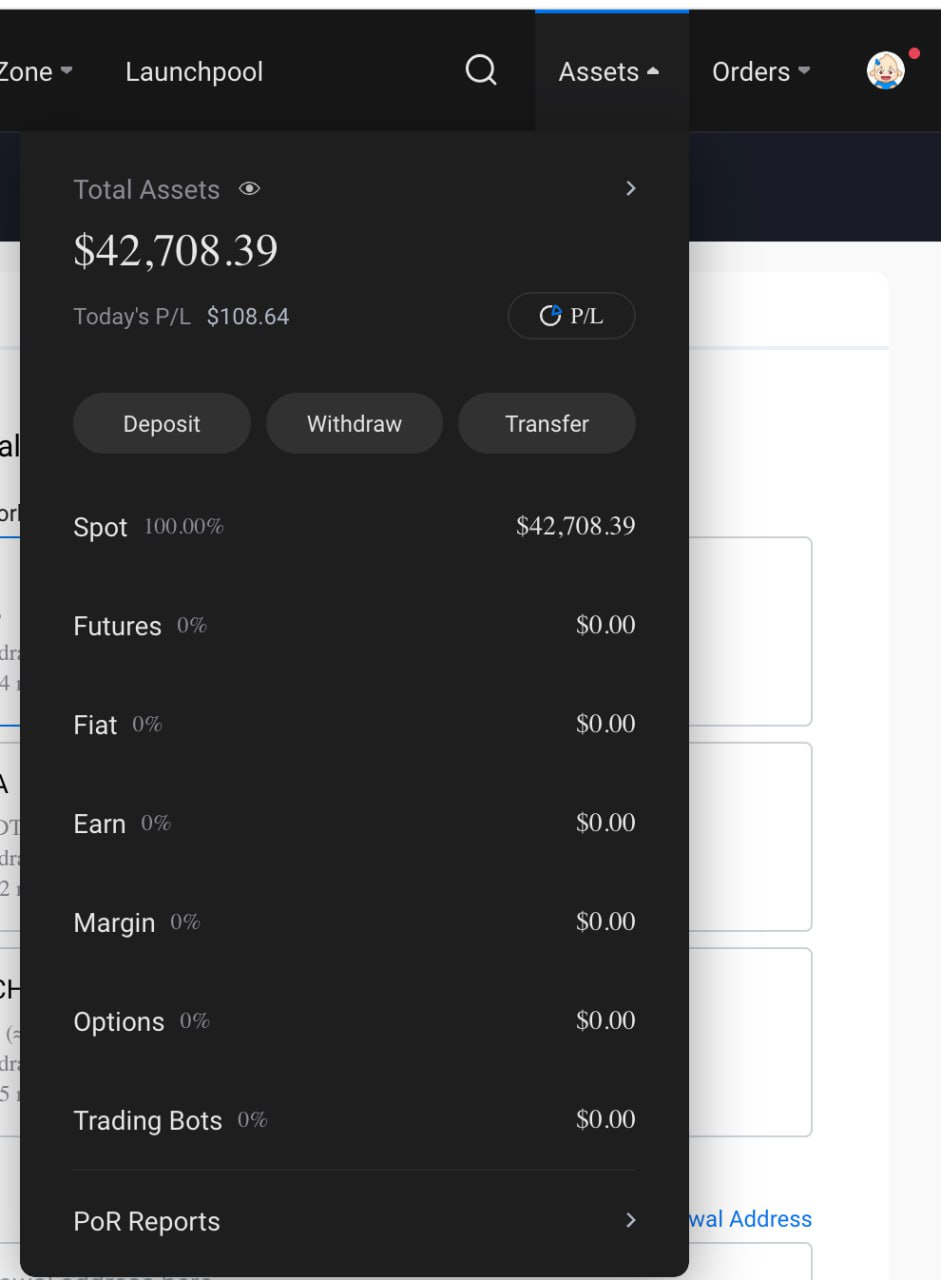 Zone
Launchpool
Assets
Orders
Total Assets
$42,708.39
Today's P/L $108.64
P/L
Deposit
Withdraw
Transfer
Spot 100.00% $42,708.39
Futures 0% $0.00
Fiat 0% $0.00
Earn 0% $0.00
Margin 0% $0.00
Options 0% $0.00
Trading Bots 0% $0.00
PoR Reports
wal Address